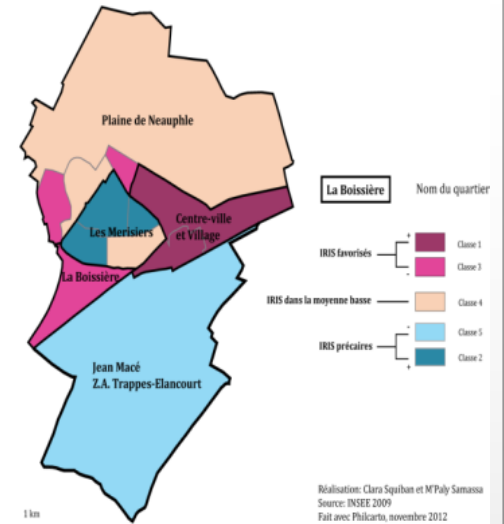 Plaine de Neauphle
Centre-ville
et Village
Les Merisiers
La Boissière
Jean Macé
Z.A. Trappes-Elancourt
1 km
La Boissière
Nom du quartier
IRIS favorisés
+
Classe 1
-
Classe 3
IRIS dans la moyenne basse
Classe 4
IRIS précaires
-
Classe 5
+
Classe 2
Réalisation: Clara Squiban et M'Paly Samassa
Source: INSEE 2009
Fait avec Philcarto, novembre 2012